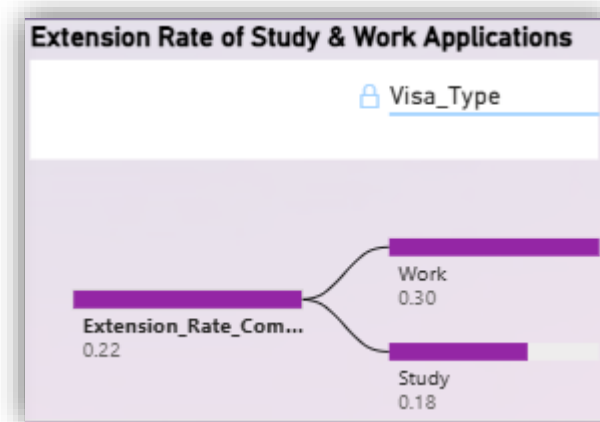 Extension Rate of Study & Work Applications
Visa_Type
Work
0.30
Extension_Rate_Com...
0.22
Study
0.18